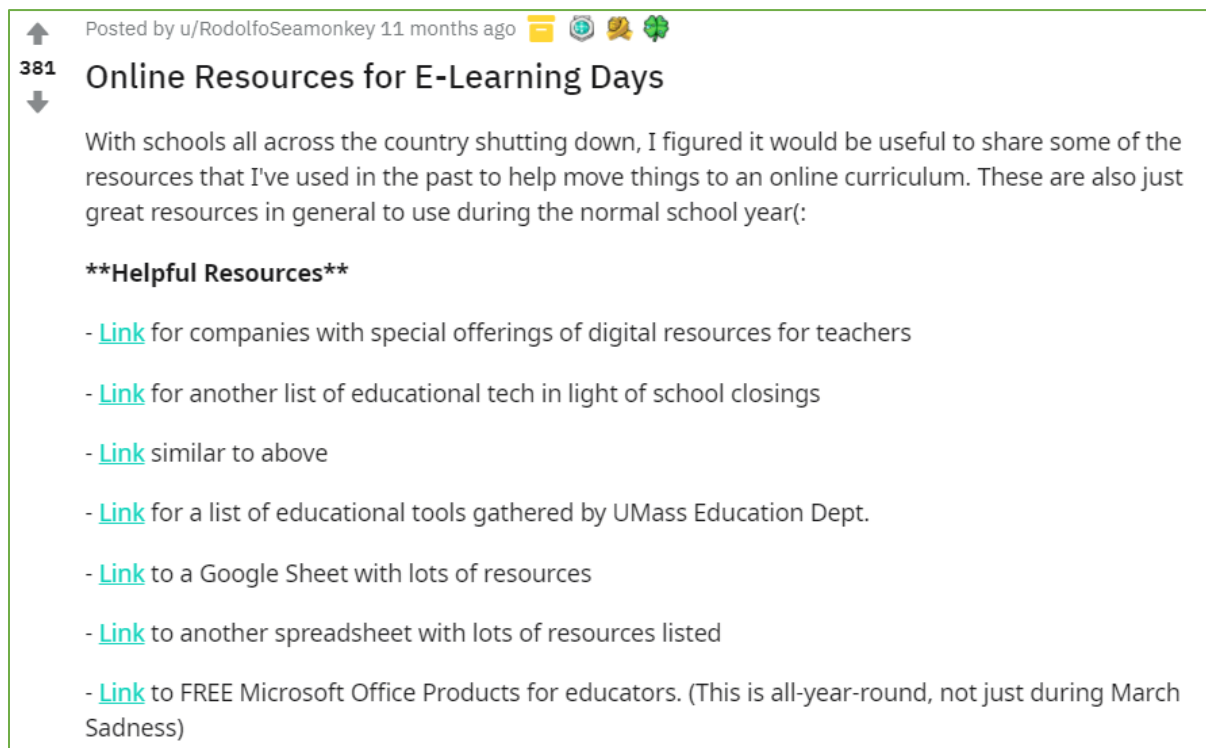 Posted by u/RodolfoSeamonkey 11 months ago
381
Online Resources for E-Learning Days
With schools all across the country shutting down, I figured it would be useful to share some of the
resources that I've used in the past to help move things to an online curriculum. These are also just
great resources in general to use during the normal school year(:
**Helpful Resources**
- Link for companies with special offerings of digital resources for teachers
- Link for another list of educational tech in light of school closings
- Link similar to above
- Link for a list of educational tools gathered by UMass Education Dept.
- Link to a Google Sheet with lots of resources
- Link to another spreadsheet with lots of resources listed
- Link to FREE Microsoft Office Products for educators. (This is all-year-round, not just during March
Sadness)